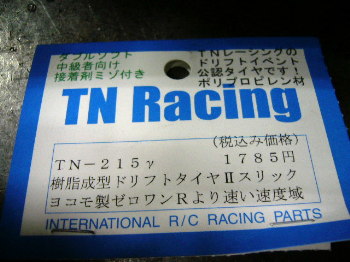 ダブルソフト
中級者向け
接着剤ミゾ付き
TNレーシングの
ドリフトイベント
公認タイヤです!
ポリプロピレン材
TN Racing
(税込み価格)
TN-215γ 1785円
樹脂成型ドリフトタイヤⅡスリック
ヨコモ製ゼロワンRより速い速度域
INTERNATIONAL R/C RACING PARTS